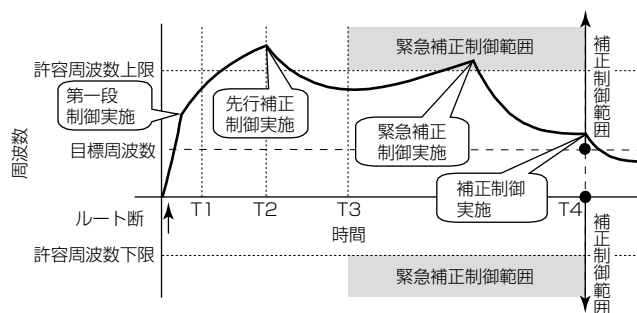 緊急補正制御範囲
補正制御範囲
許容周波数上限
第一段
制御実施
先行補正
制御実施
緊急補正
制御実施
周波数
目標周波数
補正制御
実施
ルート断
T1
T2
T3
T4
時間
許容周波数下限
緊急補正制御範囲
補正制御範囲